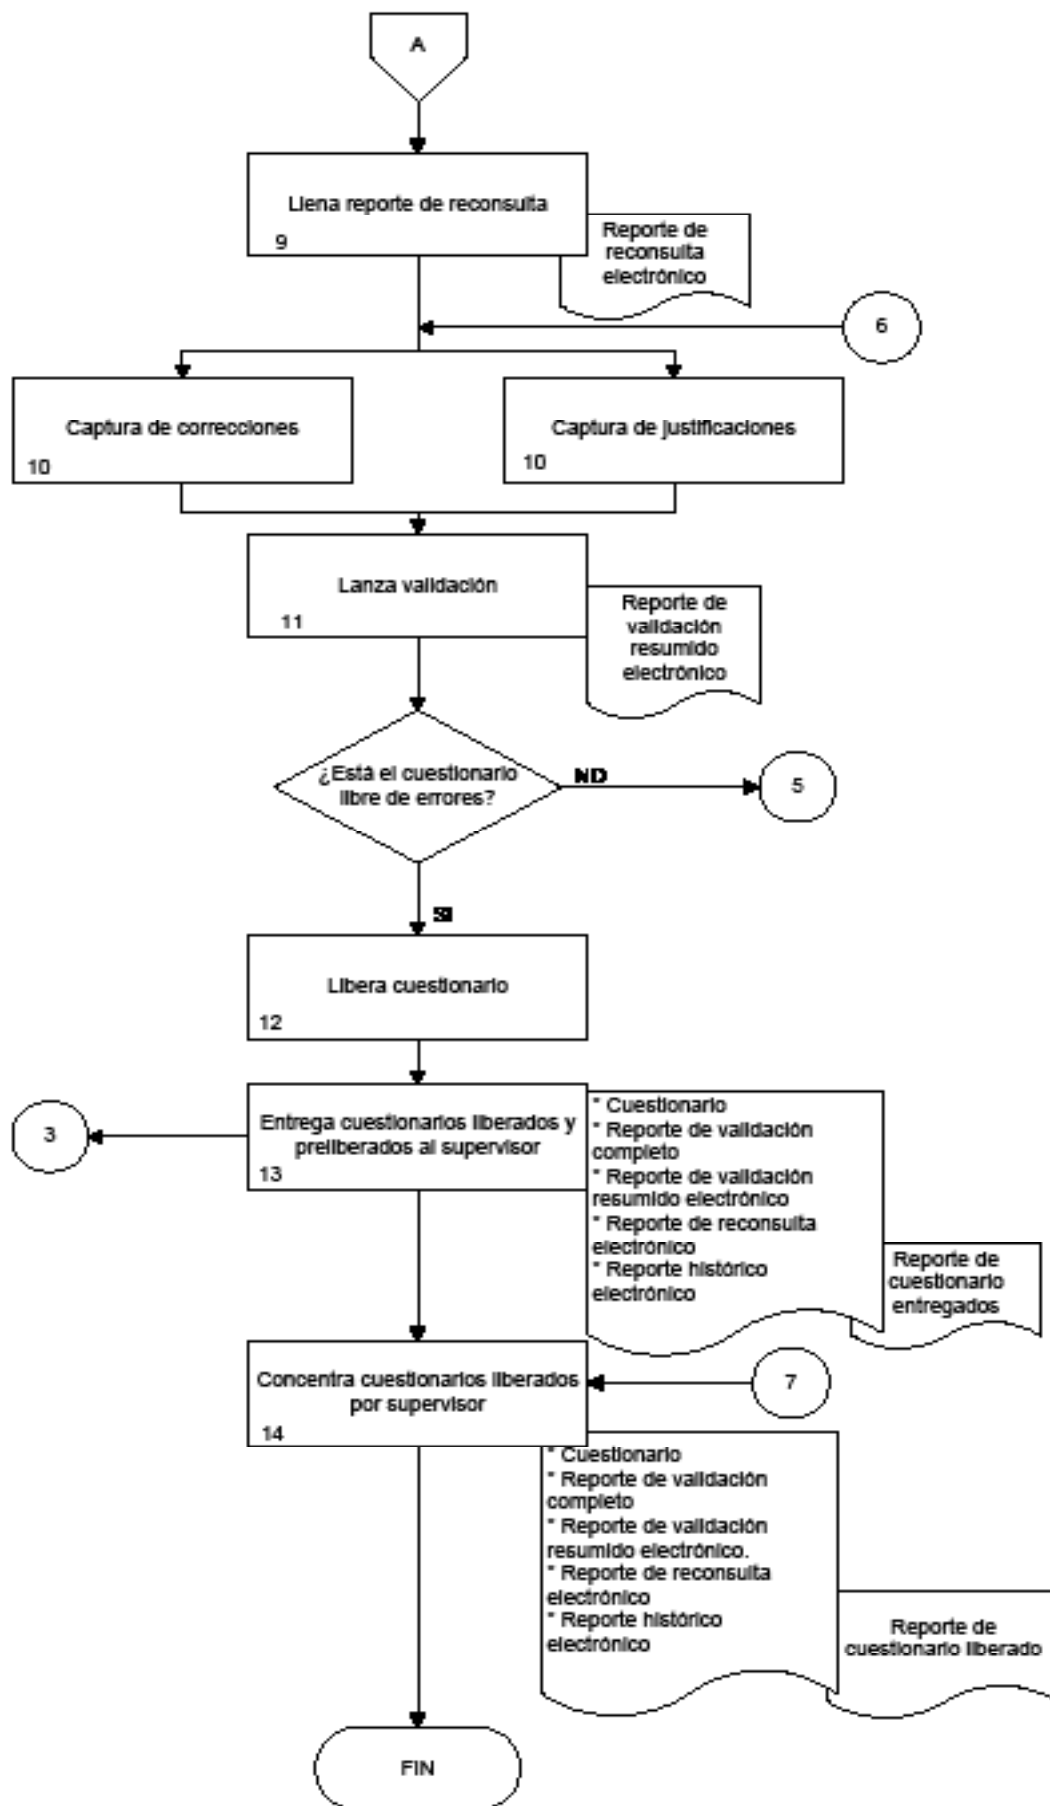 A
Llena reporte de reconsulta
9
Reporte de
reconsulta
electrónico
6
Captura de correcciones
10
Captura de justificaciones
10
Lanza validación
11
Reporte de
validación
resumido
electrónico
¿Está el cuestionario
libre de errores?
NO
5
SI
Libera cuestionario
12
3
Entrega cuestionarios liberados y
preliberados al supervisor
13
* Cuestionario
* Reporte de validación
completo
* Reporte de validación
resumido electrónico
* Reporte de reconsulta
electrónico
* Reporte histórico
electrónico
Reporte de
cuestionario
entregados
Concentra cuestionarios liberados
por supervisor
14
7
* Cuestionario
* Reporte de validación
completo
* Reporte de validación
resumido electrónico.
* Reporte de reconsulta
electrónico
* Reporte histórico
electrónico
Reporte de
cuestionario liberado
FIN